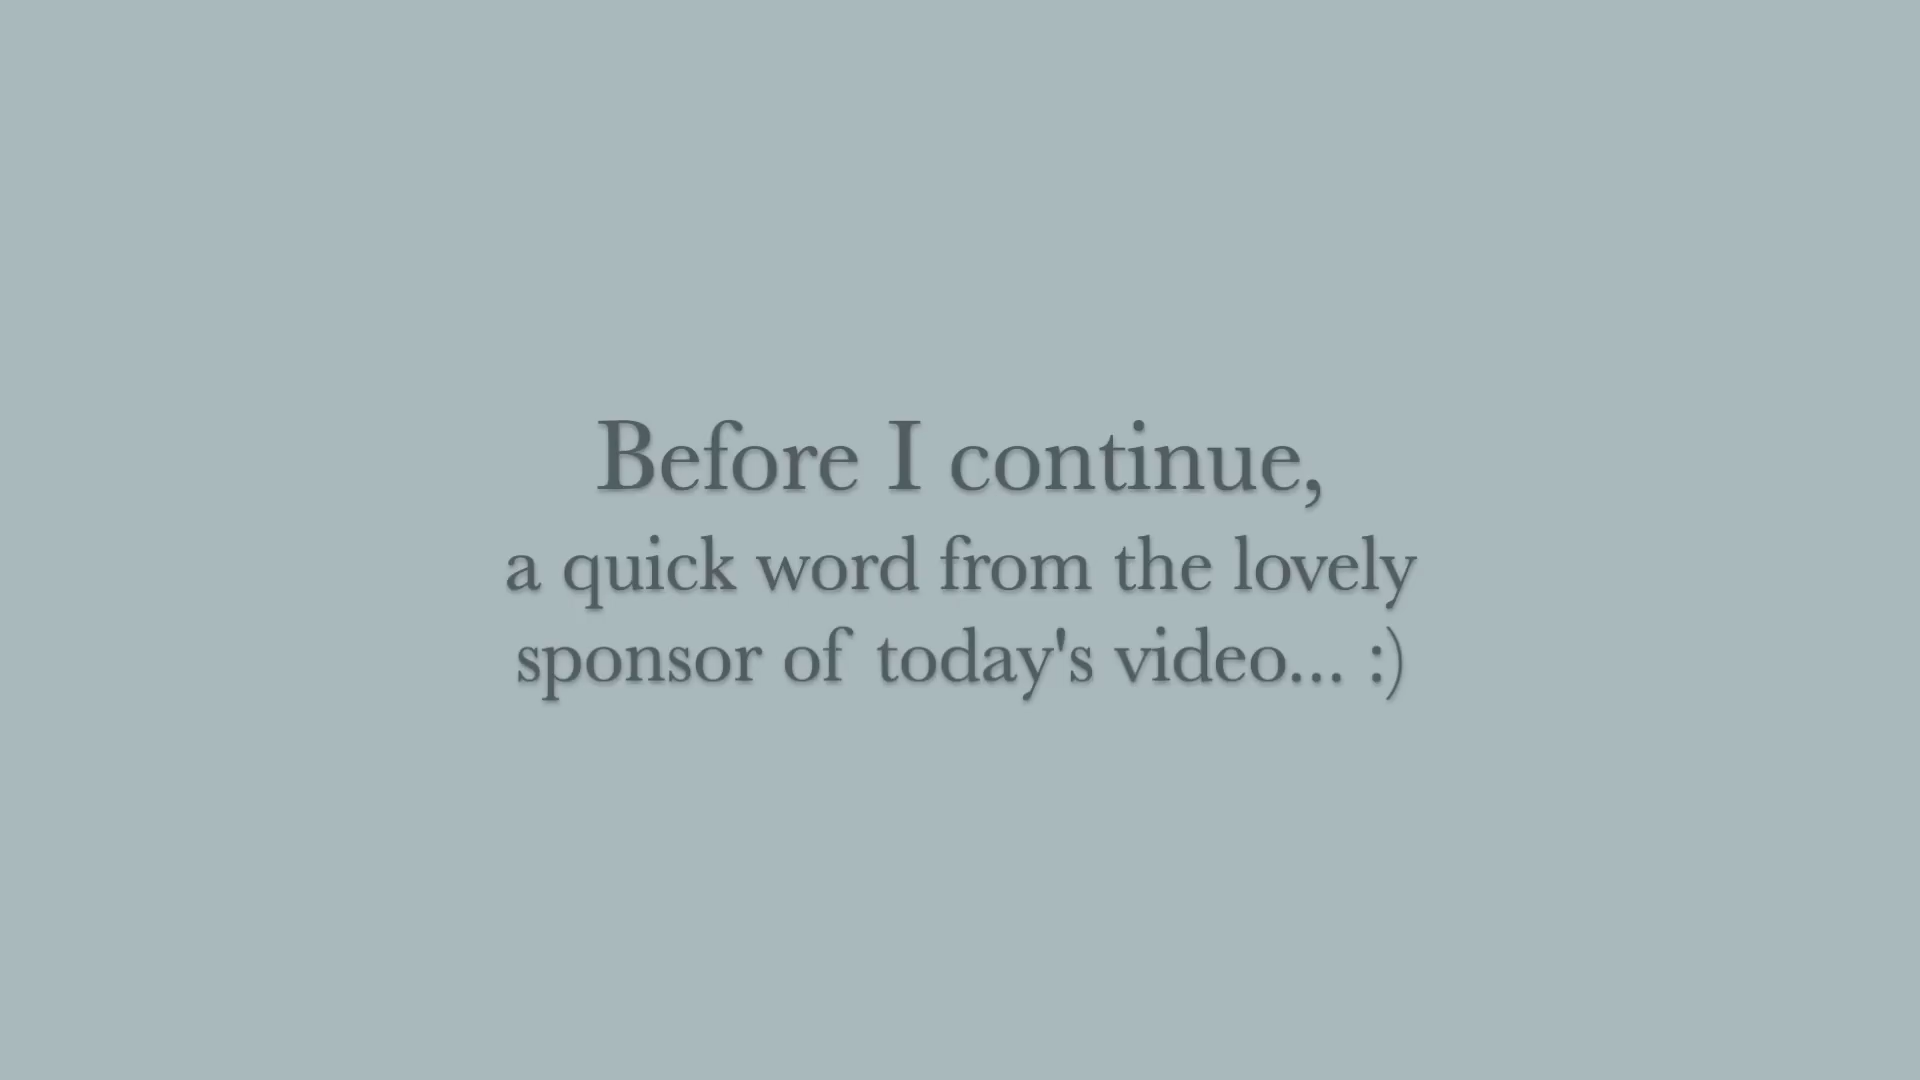 Before I continue,
a quick word from the lovely
sponsor of today's video... :)